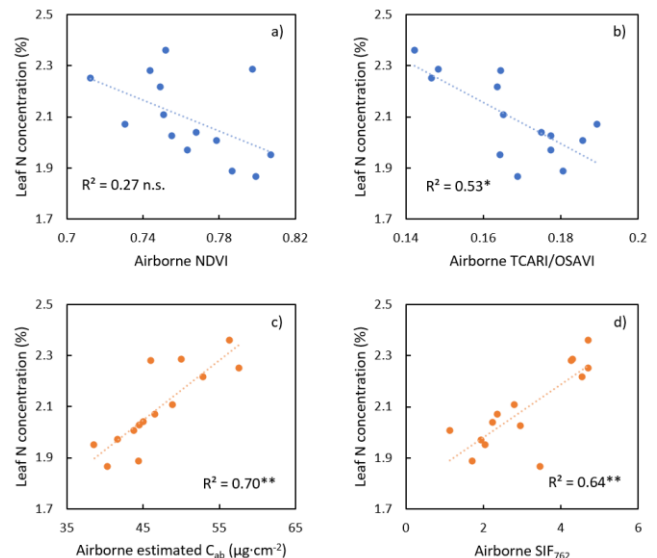 a)
Leaf N concentration (%)
2.5
2.3
2.1
1.9
1.7
R² = 0.27 n.s.
0.7 0.74 0.78 0.82
Airborne NDVI
b)
Leaf N concentration (%)
2.5
2.3
2.1
1.9
1.7
R² = 0.53*
0.14 0.16 0.18 0.2
Airborne TCARI/OSAVI
c)
Leaf N concentration (%)
2.5
2.3
2.1
1.9
1.7
R² = 0.70**
35 45 55 65
Airborne estimated Cab (µg·cm⁻²)
d)
Leaf N concentration (%)
2.5
2.3
2.1
1.9
1.7
R² = 0.64**
0 2 4 6
Airborne SIF₇₆₂